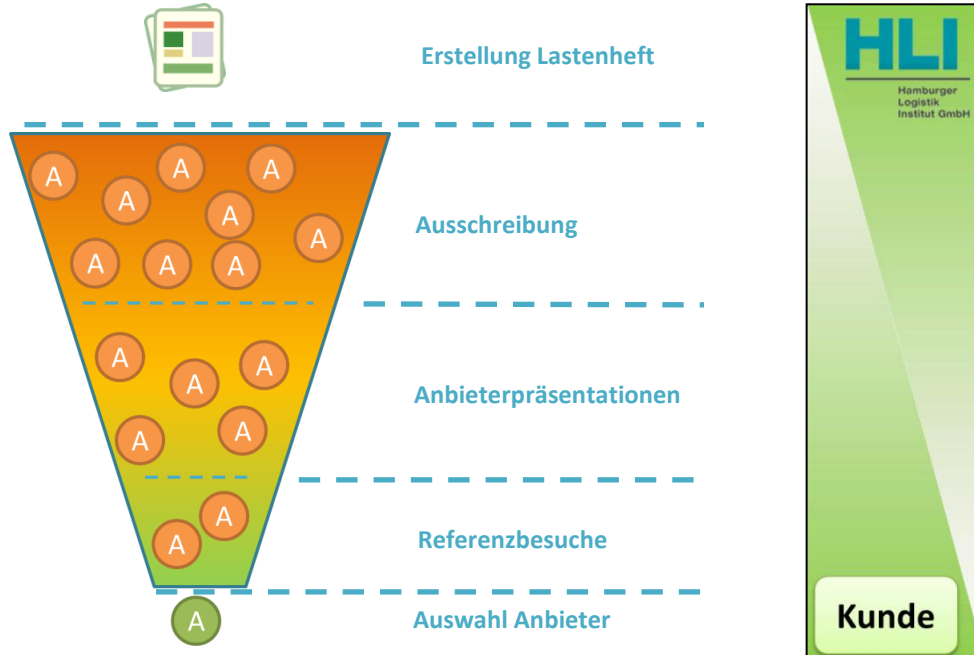 Erstellung Lastenheft
A
A
A
A
A
A
A
A
A
Ausschreibung
A
A
A
A
A
Anbieterpräsentationen
A
A
Referenzbesuche
A
Auswahl Anbieter
HLI
Hamburger
Logistik
Institut GmbH
Kunde